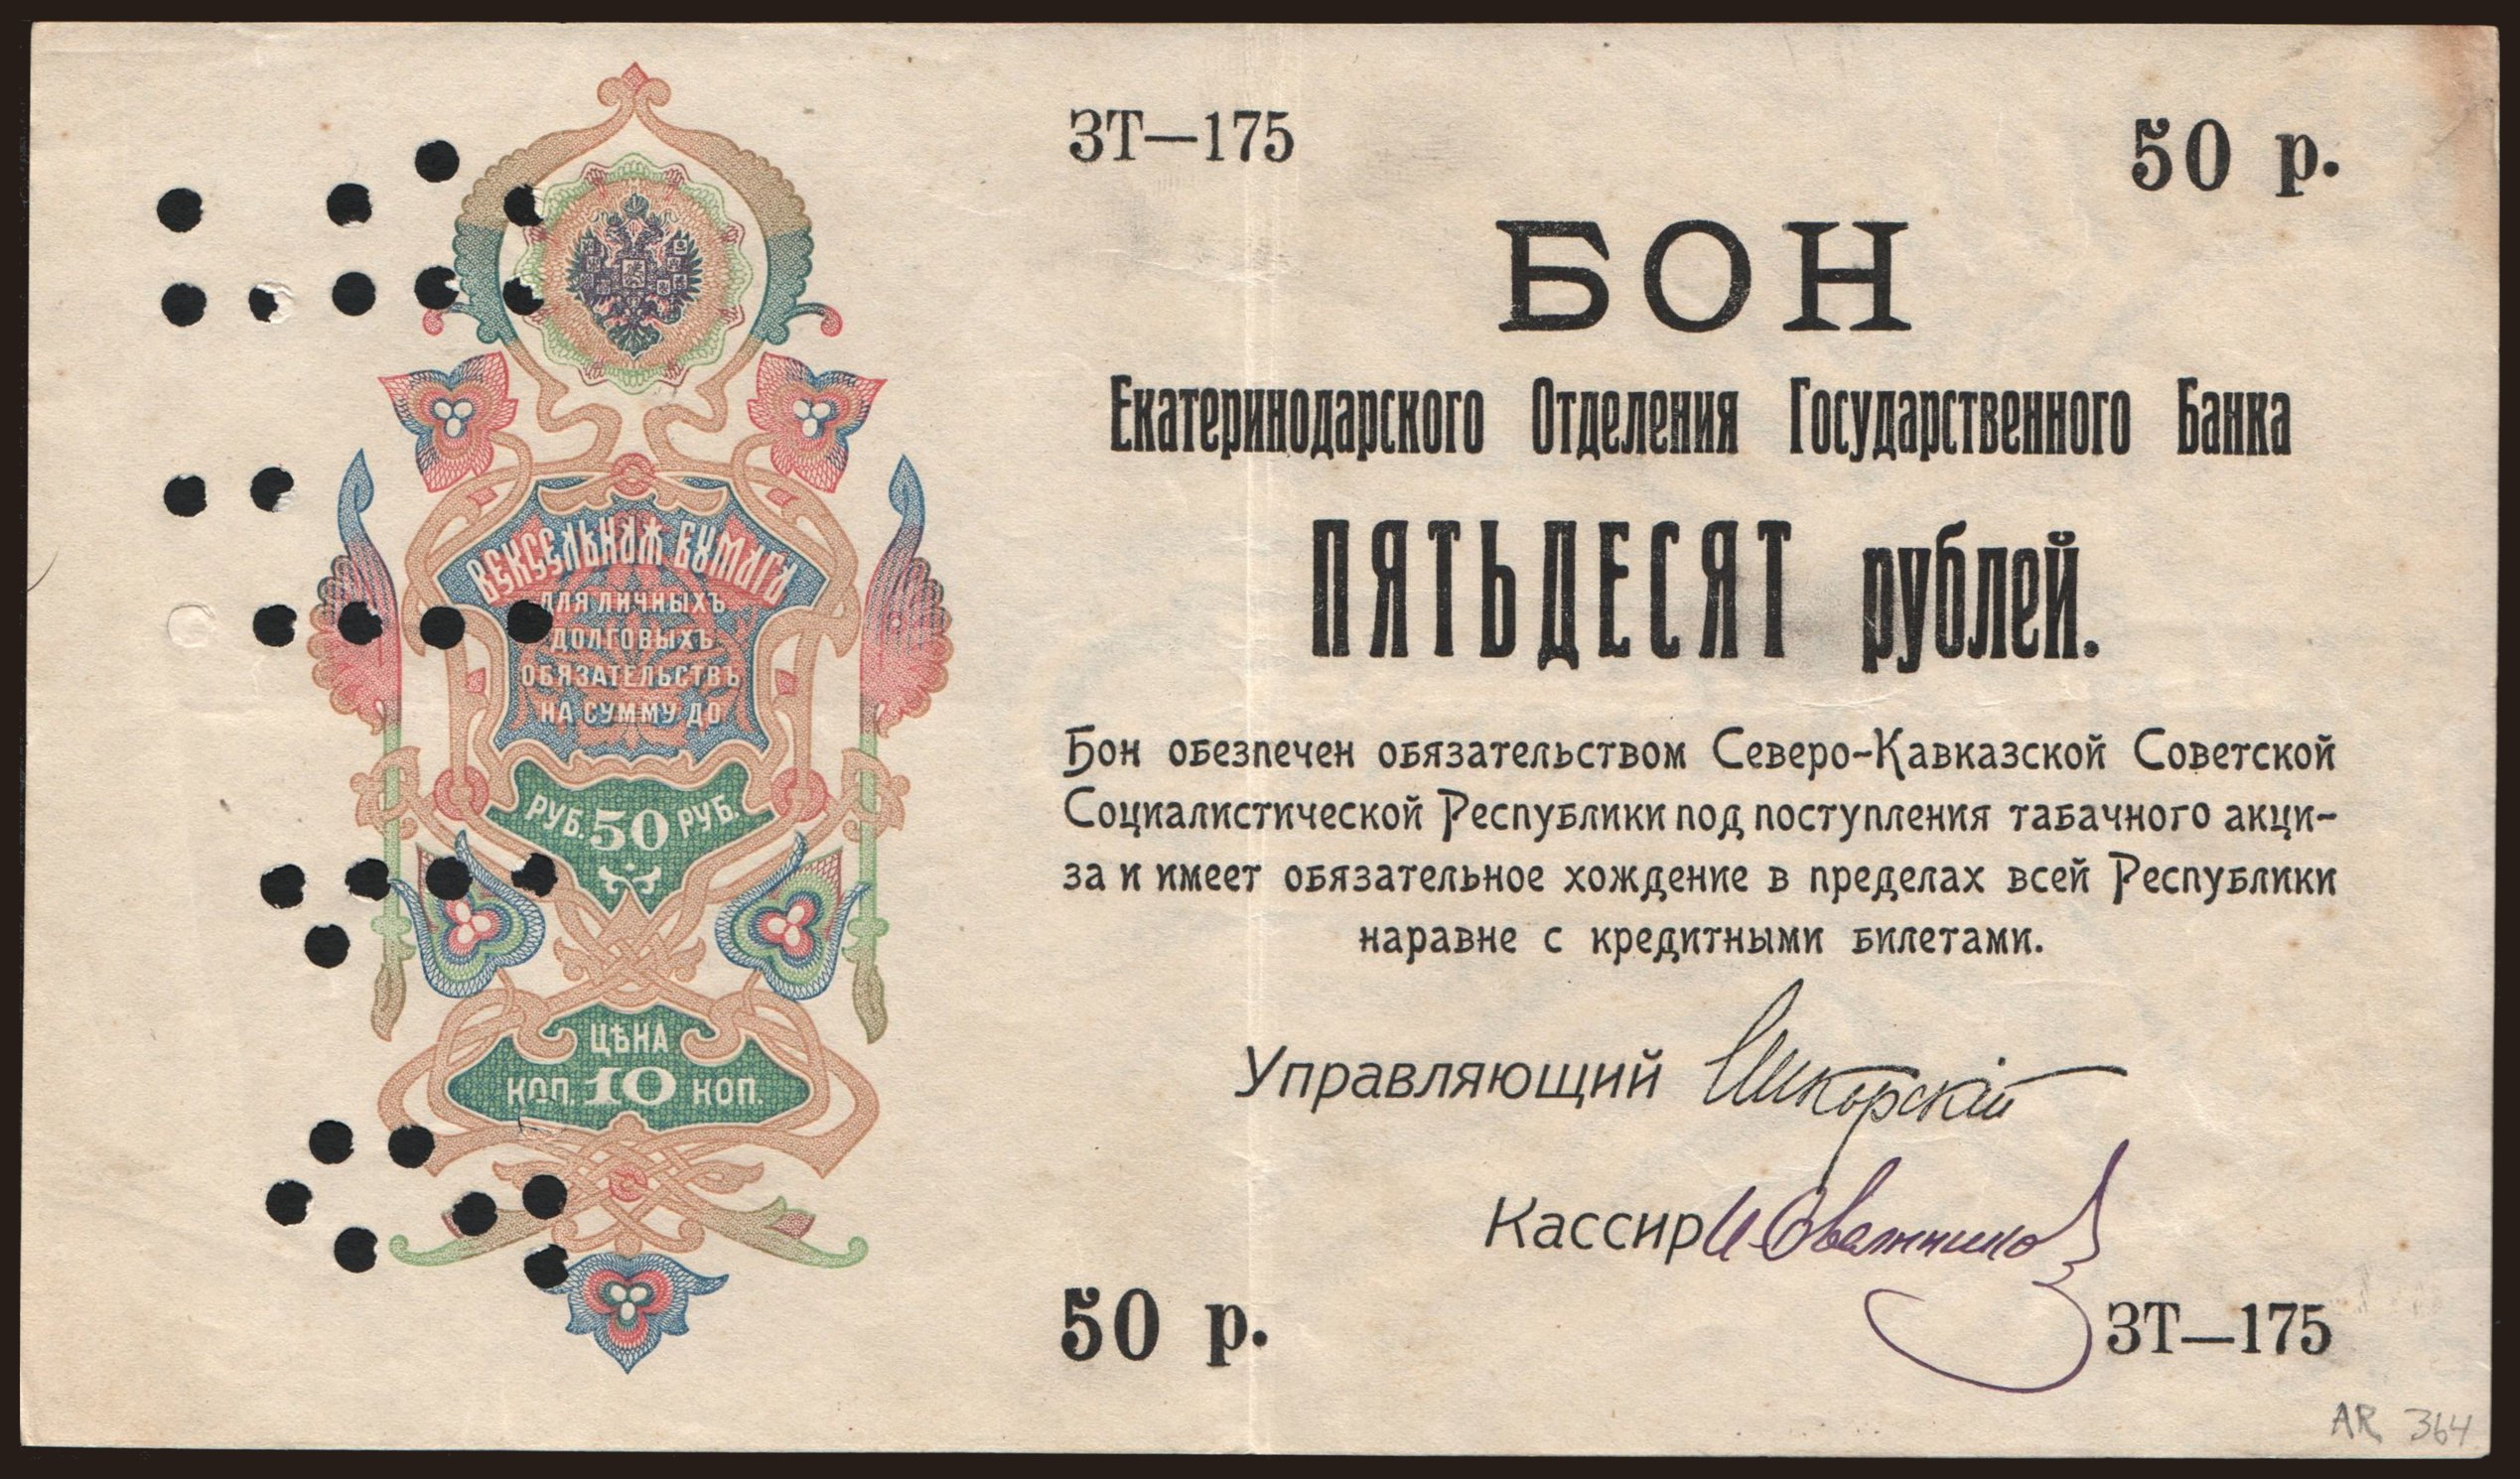 ЗТ—175
50 р.
БОН
Екатеринодарского Отделения Государственного Банка
ПЯТЬДЕСЯТ рублей.
Бон обезпечен обязательством Северо-Кавказской Советской
Социалистической Республики под поступления табачного акци-
за и имеет обязательное хождение в пределах всей Республики
наравне с кредитными билетами.
Управляющий Сикорскій
Кассир
50 р.
ЗТ—175
AR 364
ВЕКСЕЛЬНАЯ БУМАГА
ДЛЯ ЛИЧНЫХЪ
ДОЛГОВЫХЪ
ОБЯЗАТЕЛЬСТВЪ
НА СУММУ ДО
РУБ. 50 РУБ.
ЦѢНА
КОП. 10 КОП.